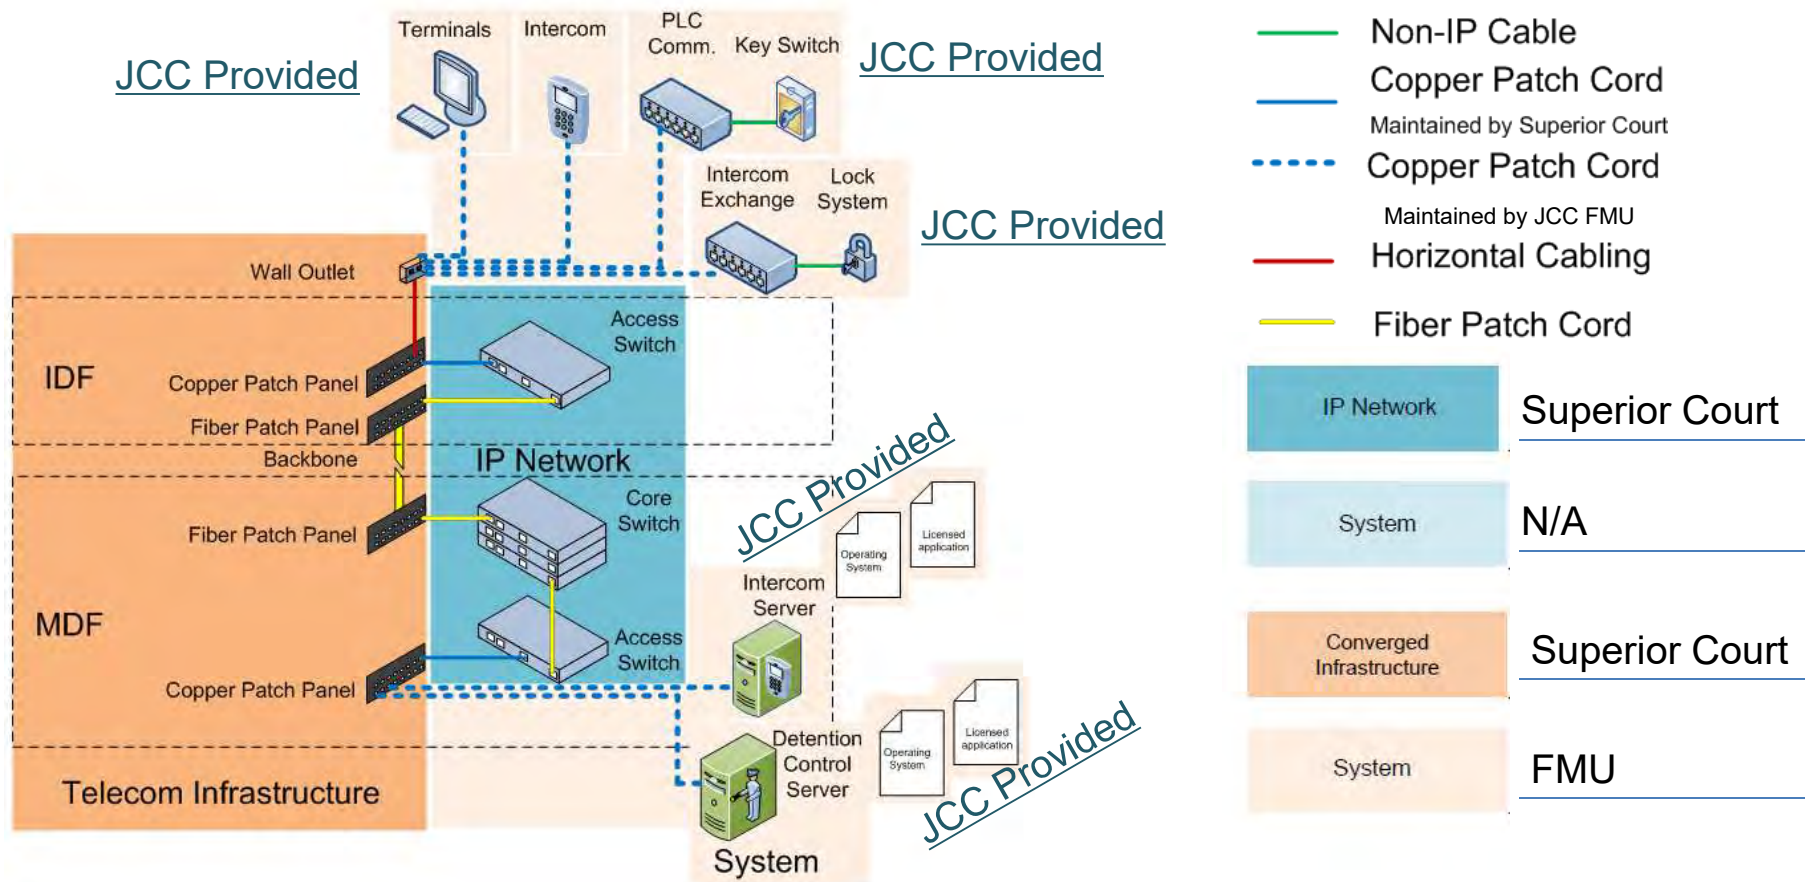 Terminals
Intercom
PLC
Comm.
Key Switch
JCC Provided
JCC Provided
Intercom
Exchange
Lock
System
JCC Provided
Wall Outlet
Access
Switch
IDF
Copper Patch Panel
Fiber Patch Panel
Backbone
IP Network
JCC Provided
Core
Switch
Fiber Patch Panel
Operating
System
Licensed
application
Intercom
Server
MDF
Access
Switch
Copper Patch Panel
Detention
Control
Server
Operating
System
Licensed
application
JCC Provided
Telecom Infrastructure
System
Non-IP Cable
Copper Patch Cord
Maintained by Superior Court
Copper Patch Cord
Maintained by JCC FMU
Horizontal Cabling
Fiber Patch Cord
IP Network
Superior Court
System
N/A
Converged
Infrastructure
Superior Court
System
FMU